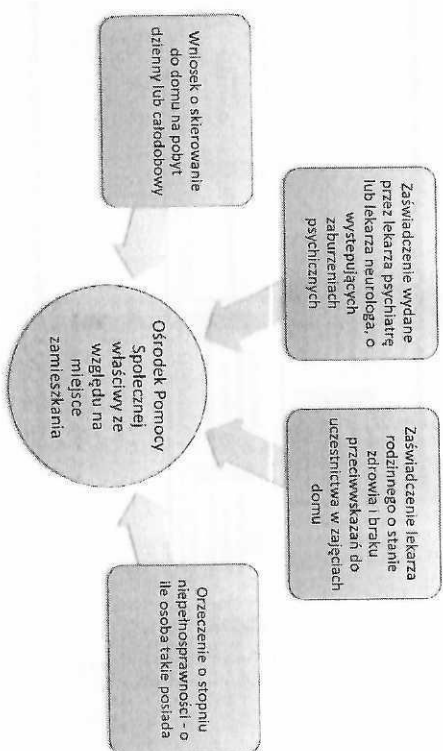 Wniosek o skierowanie
do domu na pobyt
dzienny lub całodobowy
Zaświadczenie wydane
przez lekarza psychiatrę
lub lekarza neurologa, o
wystepujących
zaburzeniach
psychicznych
Zaświadczenie lekarza
rodzinnego o stanie
zdrowia i braku
przeciwwskazań do
uczestnictwa w zajęciach
domu
Orzeczenie o stopniu
niepełnosprawności - o
ile osoba takie posiada
Ośrodek Pomocy
Społecznej
właściwy ze
względu na
miejsce
zamieszkania